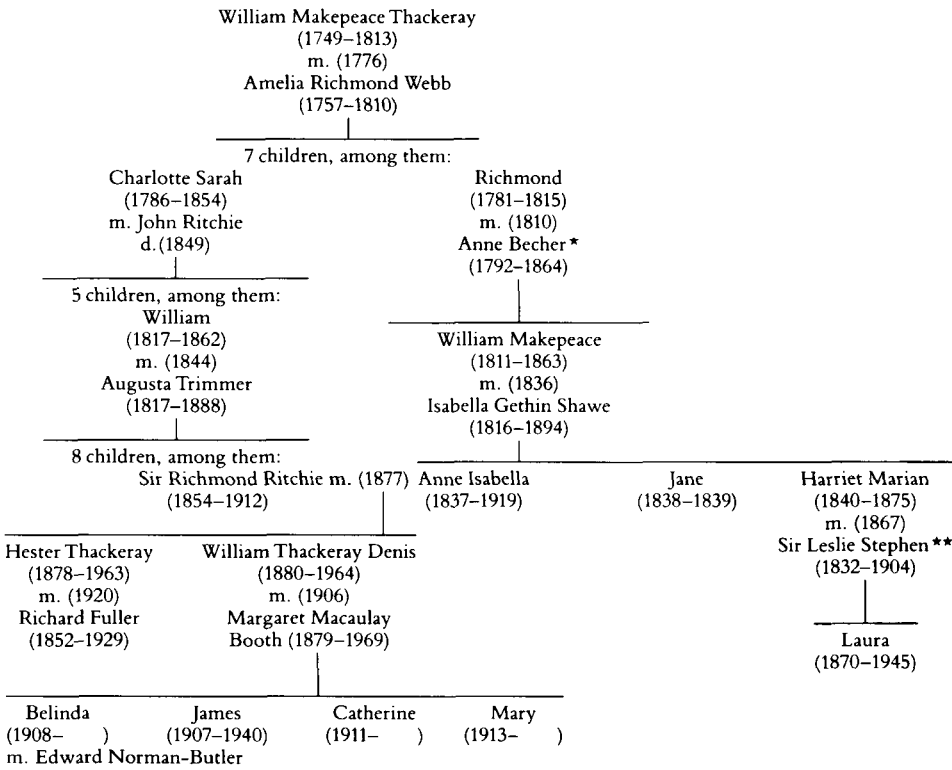 William Makepeace Thackeray
(1749–1813)
m. (1776)
Amelia Richmond Webb
(1757–1810)
7 children, among them:
Charlotte Sarah
(1786–1854)
m. John Ritchie
d.(1849)
Richmond
(1781–1815)
m. (1810)
Anne Becher★
(1792–1864)
5 children, among them:
William
(1817–1862)
m. (1844)
Augusta Trimmer
(1817–1888)
William Makepeace
(1811–1863)
m. (1836)
Isabella Gethin Shawe
(1816–1894)
8 children, among them:
Sir Richmond Ritchie m. (1877)
(1854–1912)
Anne Isabella
(1837–1919)
Jane
(1838–1839)
Harriet Marian
(1840–1875)
m. (1867)
Sir Leslie Stephen★★
(1832–1904)
Hester Thackeray
(1878–1963)
m. (1920)
Richard Fuller
(1852–1929)
William Thackeray Denis
(1880–1964)
m. (1906)
Margaret Macaulay
Booth (1879–1969)
Laura
(1870–1945)
Belinda
(1908– )
m. Edward Norman-Butler
James
(1907–1940)
Catherine
(1911– )
Mary
(1913– )